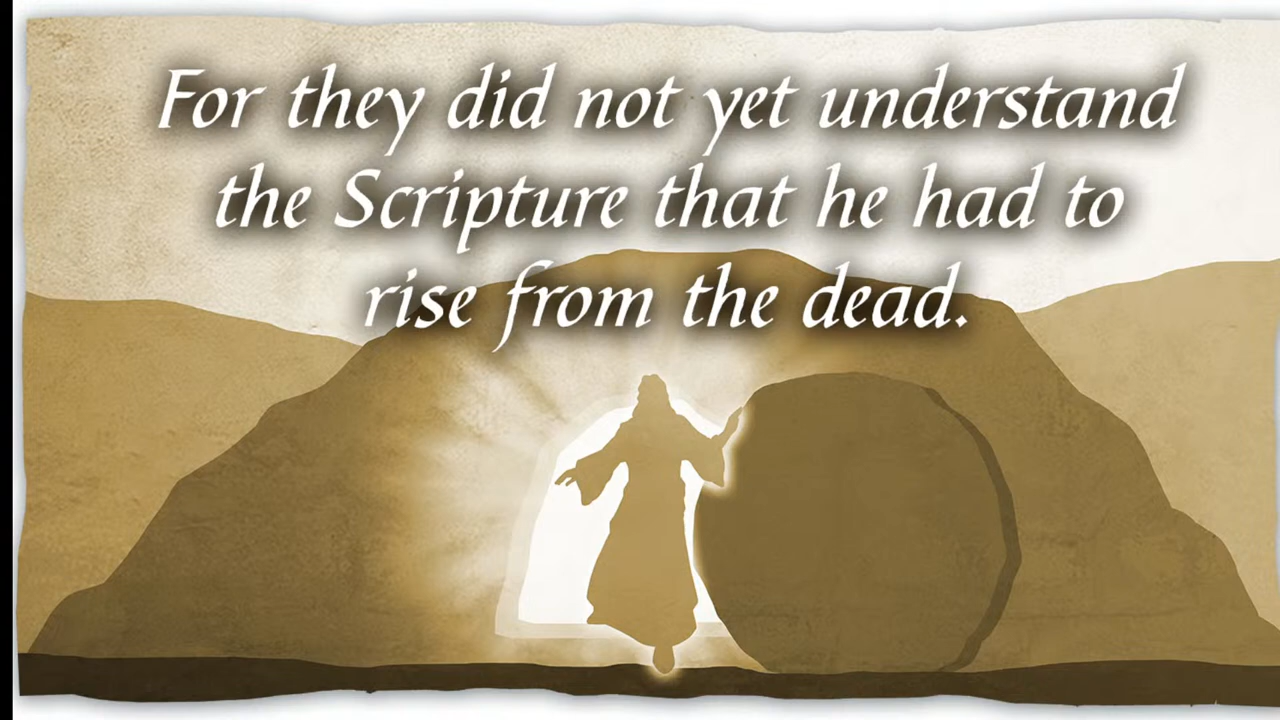 For they did not yet understand
the Scripture that he had to
rise from the dead.